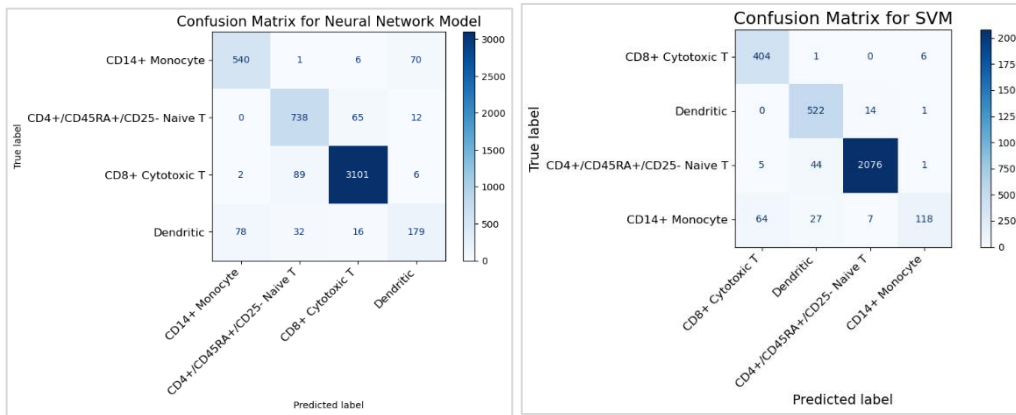 Confusion Matrix for Neural Network Model
CD14+ Monocyte
540 1 6 70
CD4+/CD45RA+/CD25- Naive T
0 738 65 12
CD8+ Cytotoxic T
2 89 3101 6
Dendritic
78 32 16 179
True label
CD14+ Monocyte
CD4+/CD45RA+/CD25- Naive T
CD8+ Cytotoxic T
Dendritic
Predicted label
3000
2500
2000
1500
1000
500
0
Confusion Matrix for SVM
CD8+ Cytotoxic T
404 1 0 6
Dendritic
0 522 14 1
CD4+/CD45RA+/CD25- Naive T
5 44 2076 1
CD14+ Monocyte
64 27 7 118
True label
CD8+ Cytotoxic T
Dendritic
CD4+/CD45RA+/CD25- Naive T
CD14+ Monocyte
Predicted label
200
175
150
125
100
750
500
250
0